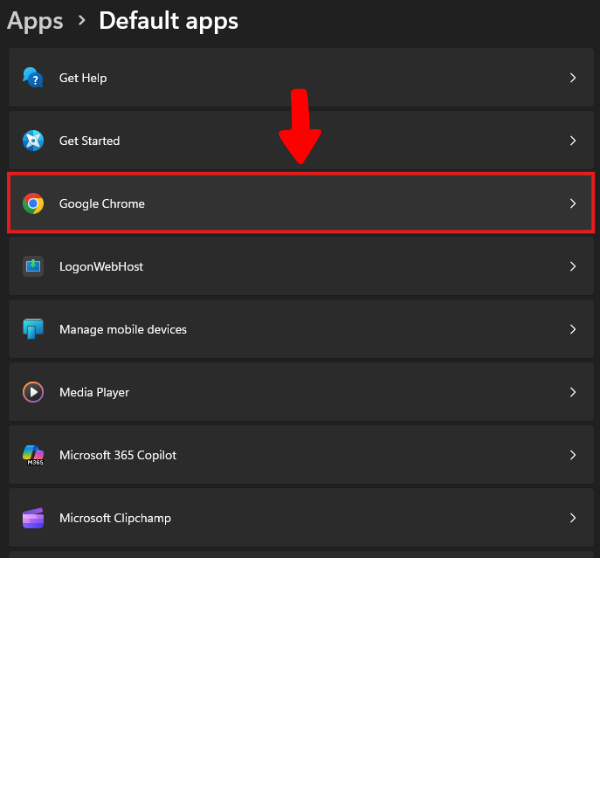 Apps > Default apps
Get Help
Get Started
Google Chrome
LogonWebHost
Manage mobile devices
Media Player
M365
Microsoft 365 Copilot
Microsoft Clipchamp